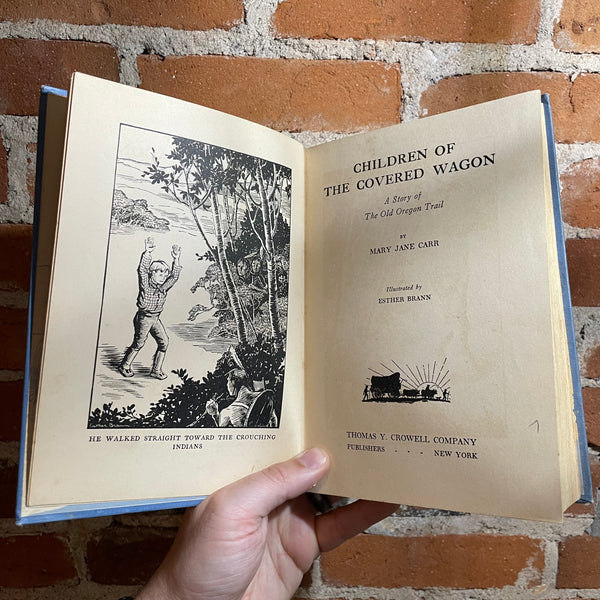 HE WALKED STRAIGHT TOWARD THE CROUCHING
INDIANS
CHILDREN OF
THE COVERED WAGON
A Story of
The Old Oregon Trail
BY
MARY JANE CARR
Illustrated by
ESTHER BRANN
THOMAS Y. CROWELL COMPANY
PUBLISHERS . . . NEW YORK